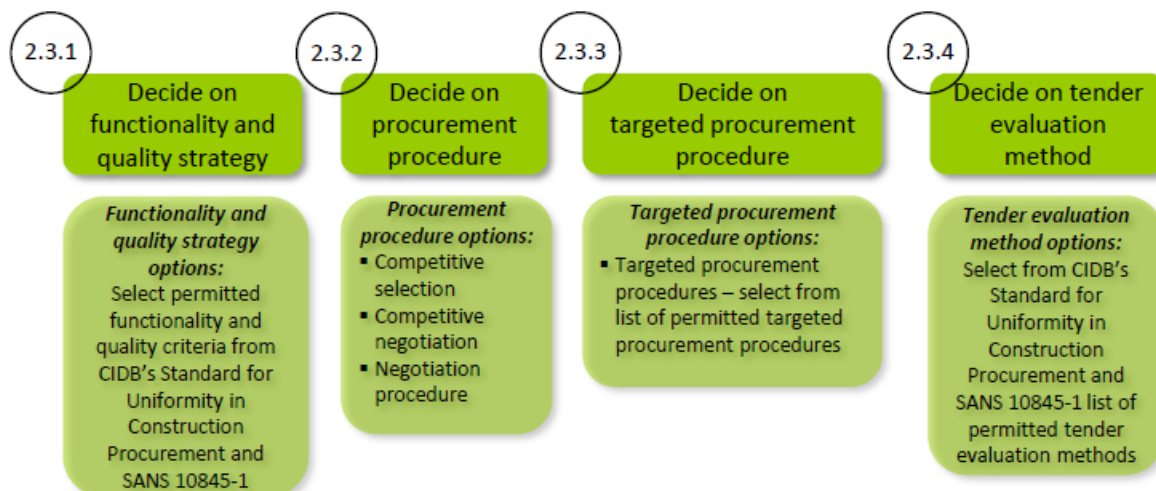 2.3.1
Decide on
functionality and
quality strategy
Functionality and
quality strategy
options:
Select permitted
functionality and
quality criteria from
CIDB's Standard for
Uniformity in
Construction
Procurement and
SANS 10845-1
2.3.2
Decide on
procurement
procedure
Procurement
procedure options:
▪ Competitive
selection
▪ Competitive
negotiation
▪ Negotiation
procedure
2.3.3
Decide on
targeted procurement
procedure
Targeted procurement
procedure options:
▪ Targeted procurement
procedures – select from
list of permitted targeted
procurement procedures
2.3.4
Decide on tender
evaluation
method
Tender evaluation
method options:
Select from CIDB's
Standard for
Uniformity in
Construction
Procurement and
SANS 10845-1 list of
permitted tender
evaluation methods